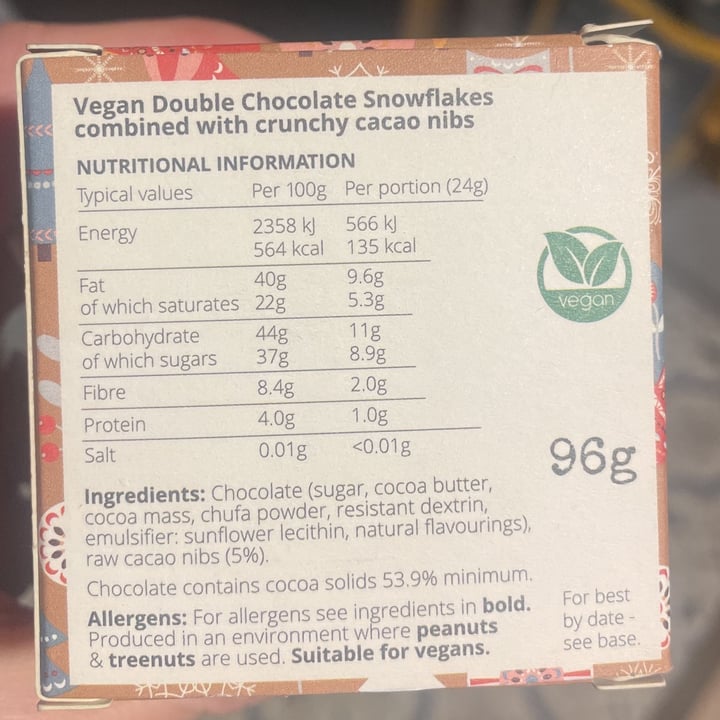 Vegan Double Chocolate Snowflakes
combined with crunchy cacao nibs
NUTRITIONAL INFORMATION
Typical values Per 100g Per portion (24g)
Energy 2358 kJ 566 kJ
564 kcal 135 kcal
Fat 40g 9.6g
of which saturates 22g 5.3g
Carbohydrate 44g 11g
of which sugars 37g 8.9g
Fibre 8.4g 2.0g
Protein 4.0g 1.0g
Salt 0.01g <0.01g
vegan
96g
Ingredients: Chocolate (sugar, cocoa butter,
cocoa mass, chufa powder, resistant dextrin,
emulsifier: sunflower lecithin, natural flavourings),
raw cacao nibs (5%).
Chocolate contains cocoa solids 53.9% minimum.
Allergens: For allergens see ingredients in bold.
Produced in an environment where peanuts
& treenuts are used. Suitable for vegans.
For best
by date -
see base.